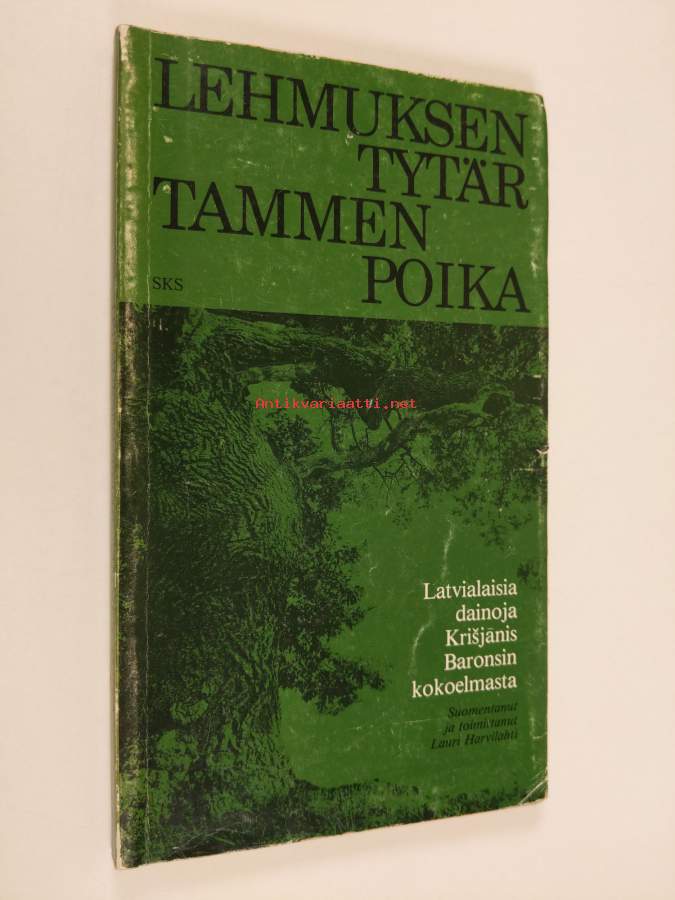 LEHMUKSEN
TYTÄR
TAMMEN
POIKA
SKS
Antikvariaatti.net
Latvialaisia
dainoja
Krišjānis
Baronsin
kokoelmasta
Suomentanut
ja toimittanut
Lauri Harvilahti